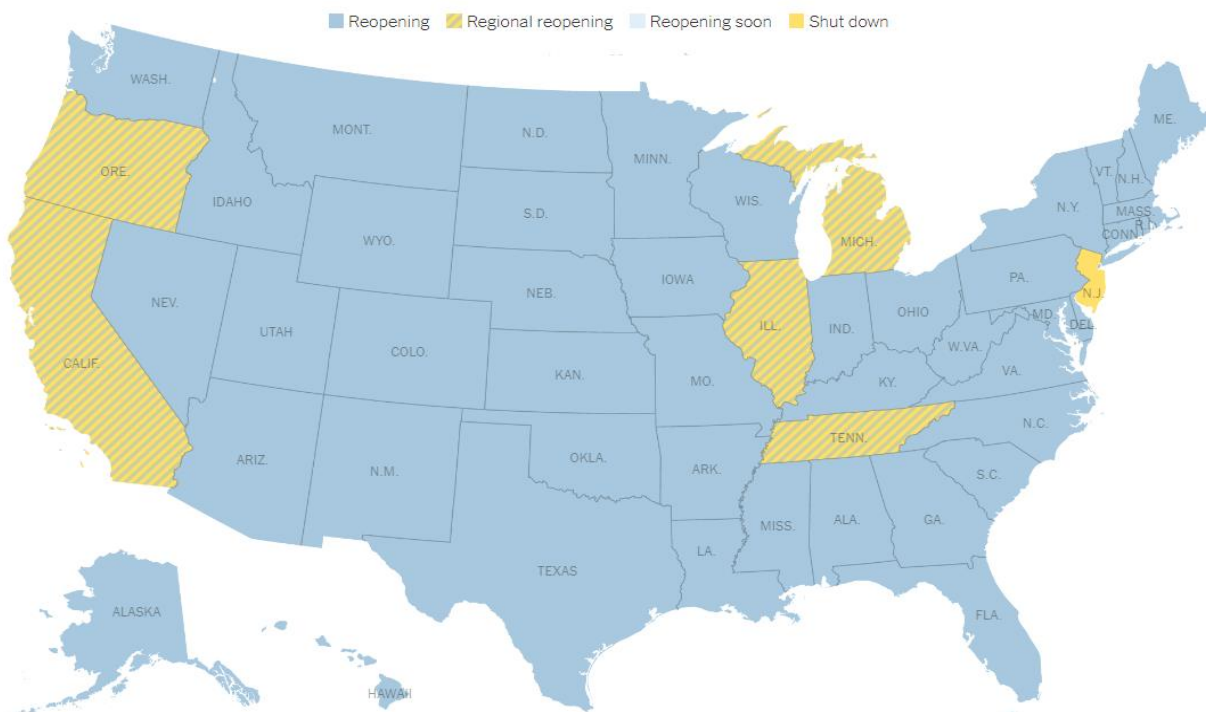 Reopening
Regional reopening
Reopening soon
Shut down
WASH.
MONT.
N.D.
MINN.
ME.
ORE.
IDAHO
S.D.
WIS.
VT.
N.H.
WYO.
MICH.
N.Y.
MASS.
R.I.
CONN.
NEV.
NEB.
IOWA
PA.
N.J.
UTAH
COLO.
ILL.
IND.
OHIO
MD.
DEL.
CALIF.
KAN.
MO.
W.VA.
VA.
KY.
ARIZ.
N.M.
OKLA.
ARK.
TENN.
N.C.
S.C.
MISS.
ALA.
GA.
TEXAS
LA.
FLA.
ALASKA
HAWAII